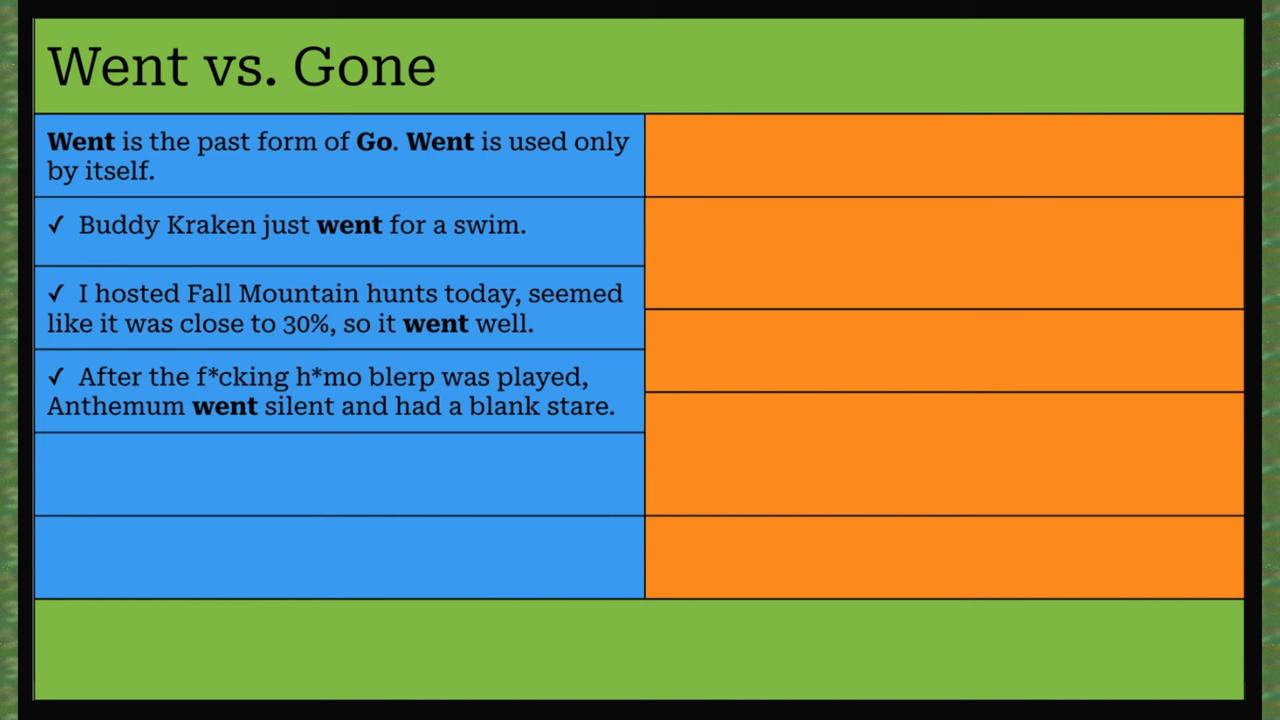 Went vs. Gone
Went is the past form of Go. Went is used only
by itself.
✓ Buddy Kraken just went for a swim.
✓ I hosted Fall Mountain hunts today, seemed
like it was close to 30%, so it went well.
✓ After the f*cking h*mo blerp was played,
Anthemum went silent and had a blank stare.